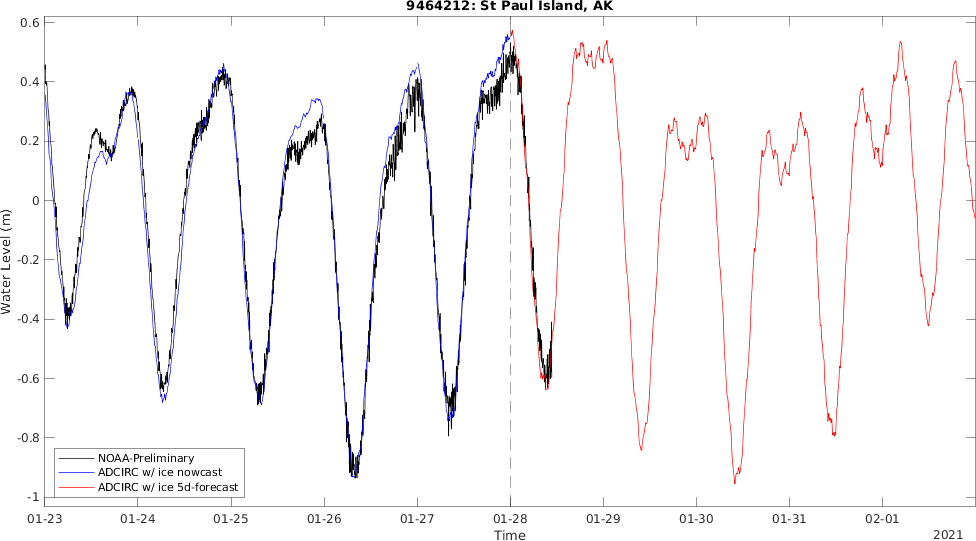 9464212: St Paul Island, AK
0.6
0.4
0.2
0
-0.2
-0.4
-0.6
-0.8
-1
Water Level (m)
NOAA-Preliminary
ADCIRC w/ ice nowcast
ADCIRC w/ ice 5d-forecast
01-23 01-24 01-25 01-26 01-27 01-28 01-29 01-30 01-31 02-01
Time
2021